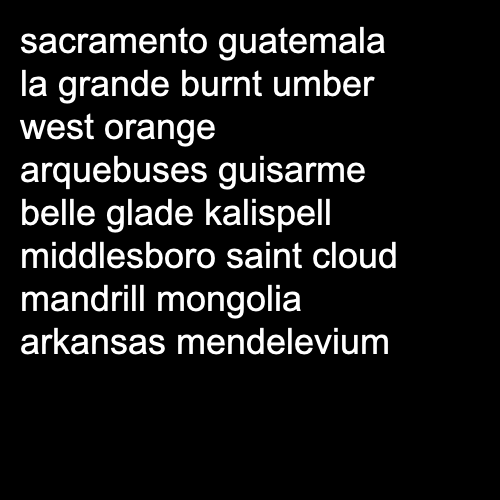 sacramento guatemala
la grande burnt umber
west orange
arquebuses guisarme
belle glade kalispell
middlesboro saint cloud
mandrill mongolia
arkansas mendelevium